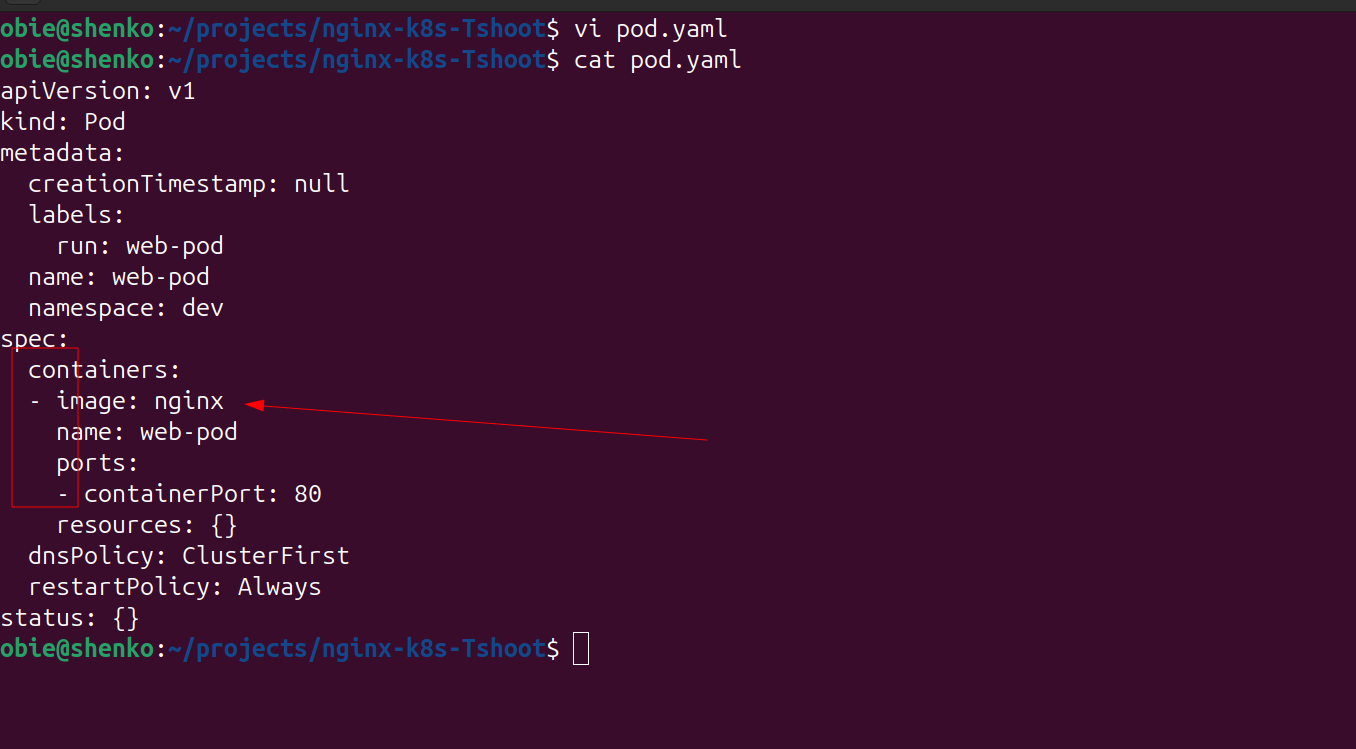 obie@shenko:~/projects/nginx-k8s-Tshoot$ vi pod.yaml
obie@shenko:~/projects/nginx-k8s-Tshoot$ cat pod.yaml
apiVersion: v1
kind: Pod
metadata:
  creationTimestamp: null
  labels:
    run: web-pod
  name: web-pod
  namespace: dev
spec:
  containers:
  - image: nginx
    name: web-pod
    ports:
    - containerPort: 80
    resources: {}
  dnsPolicy: ClusterFirst
  restartPolicy: Always
status: {}
obie@shenko:~/projects/nginx-k8s-Tshoot$